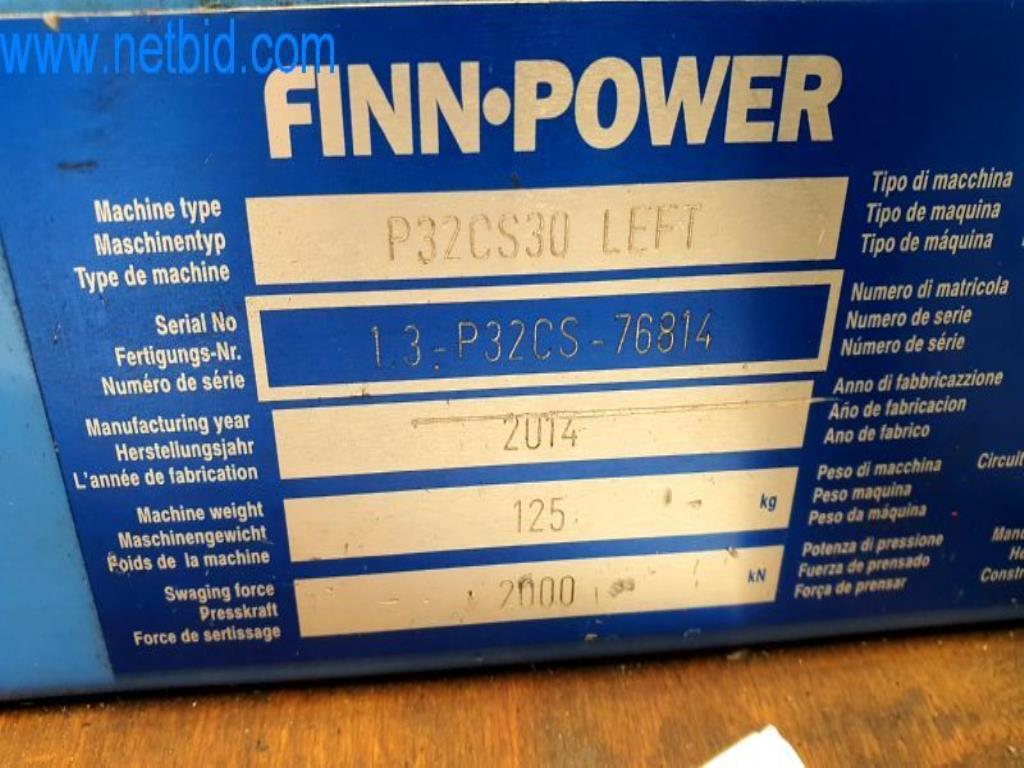 www.netbid.com
FINN•POWER
Machine type
Maschinentyp
Type de machine
P32CS30 LEFT
Tipo di macchina
Tipo de maquina
Tipo de máquina
Serial No
Fertigungs-Nr.
Numéro de série
1.3-P32CS-76814
Numero di matricola
Numero de serie
Número de série
Manufacturing year
Herstellungsjahr
L'année de fabrication
2014
Anno di fabbricazzione
Año de fabricacion
Ano de fabrico
Machine weight
Maschinengewicht
Poids de la machine
125 kg
Peso di macchina
Peso maquina
Peso da máquina
Circuit
Swaging force
Presskraft
Force de sertissage
2000 kN
Potenza di pressione
Fuerza de prensado
Força de prensar
Manu
He
Constr